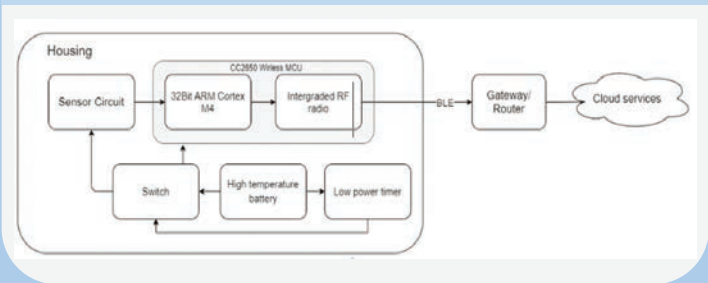 Housing
CC2650 Wirless MCU
Sensor Circuit
32Bit ARM Cortex
M4
Intergraded RF
radio
BLE
Gateway/
Router
Cloud services
Switch
High temperature
battery
Low power timer